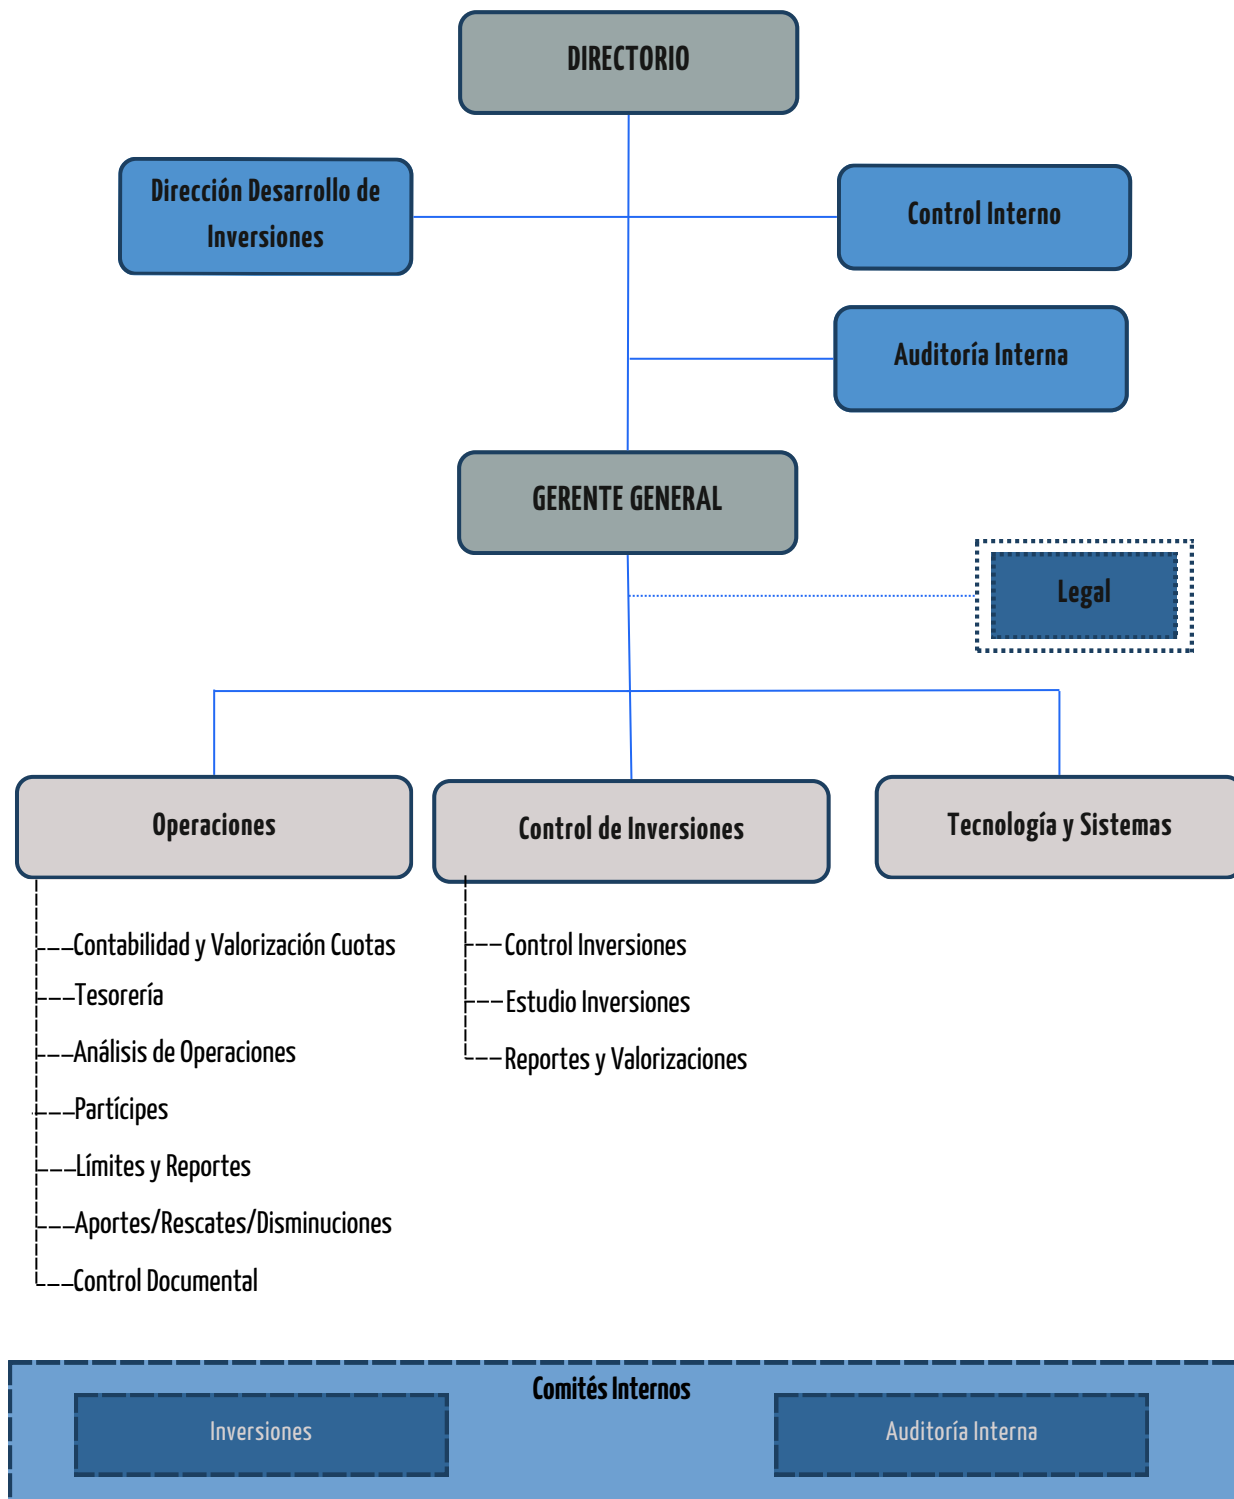 DIRECTORIO
Dirección Desarrollo de
Inversiones
Control Interno
Auditoría Interna
GERENTE GENERAL
Legal
Operaciones
Control de Inversiones
Tecnología y Sistemas
Contabilidad y Valorización Cuotas
Tesorería
Análisis de Operaciones
Partícipes
Límites y Reportes
Aportes/Rescates/Disminuciones
Control Documental
Control Inversiones
Estudio Inversiones
Reportes y Valorizaciones
Comités Internos
Inversiones
Auditoría Interna